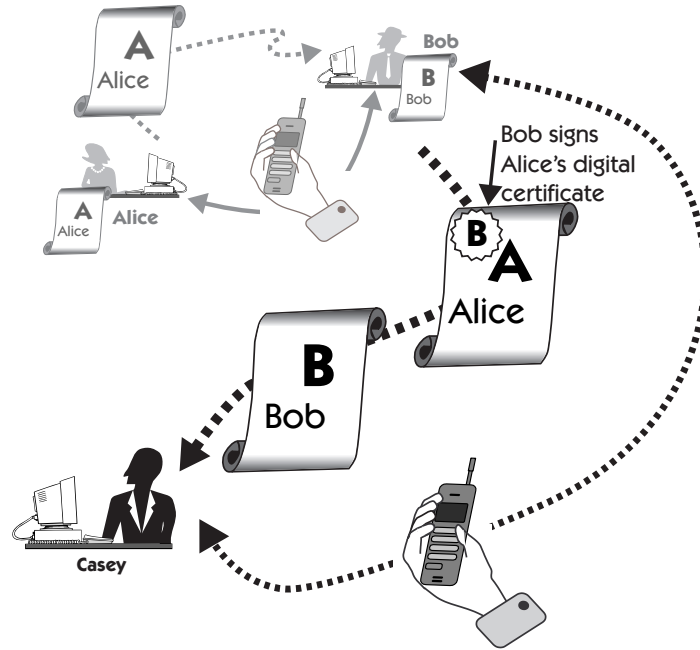 A
Alice
Bob
B
Bob
A
Alice
Alice
Bob signs
Alice's digital
certificate
B
A
Alice
B
Bob
Casey